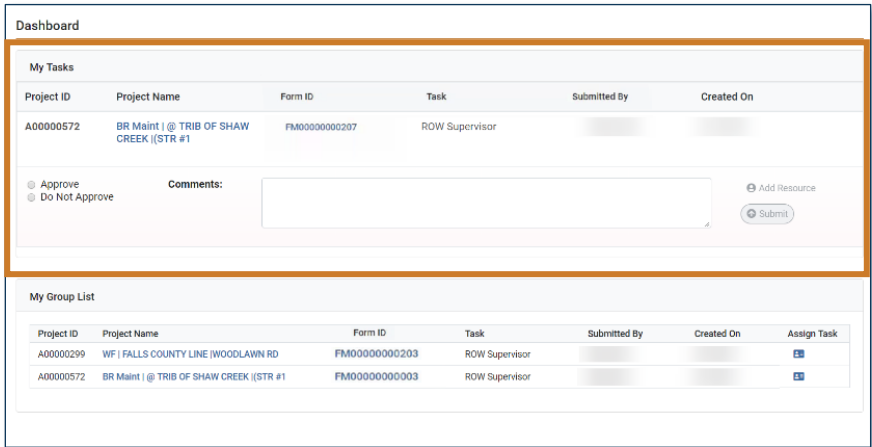 Dashboard
My Tasks
Project ID Project Name Form ID Task Submitted By Created On
A00000572 BR Maint | @ TRIB OF SHAW FM00000000207 ROW Supervisor
CREEK |(STR #1
Approve Comments: Add Resource
Do Not Approve
Submit
My Group List
Project ID Project Name Form ID Task Submitted By Created On Assign Task
A00000299 WF | FALLS COUNTY LINE |WOODLAWN RD FM00000000203 ROW Supervisor
A00000572 BR Maint | @ TRIB OF SHAW CREEK |(STR #1 FM00000000003 ROW Supervisor